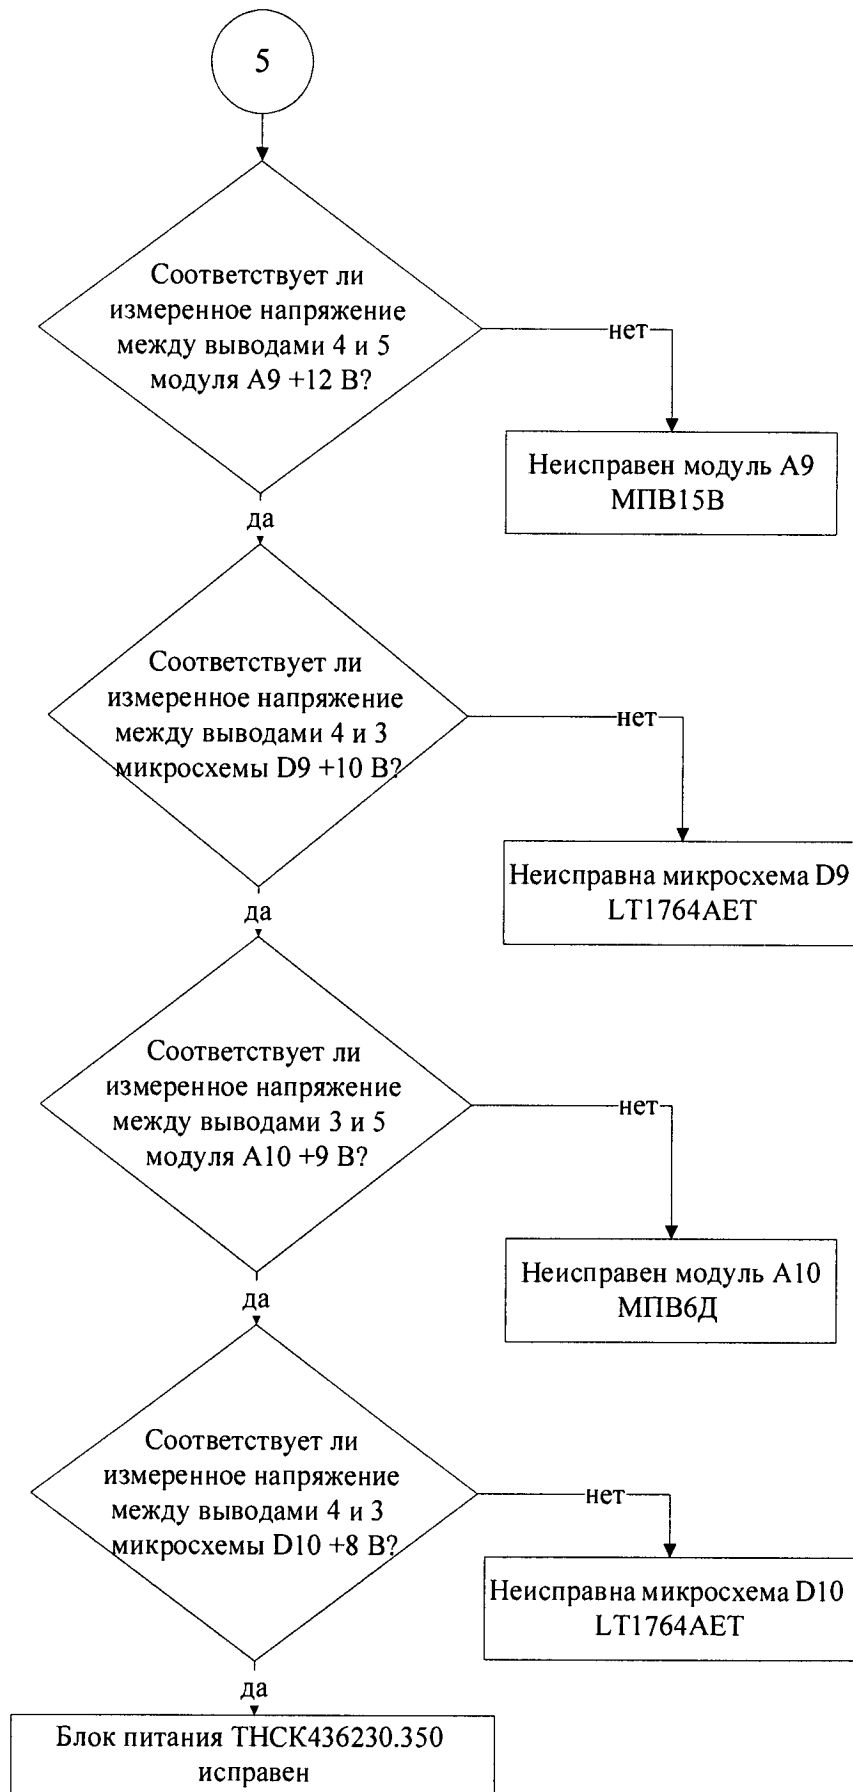 5
Соответствует ли
измеренное напряжение
между выводами 4 и 5
модуля А9 +12 В?
нет
Неисправен модуль А9
МПВ15В
да
Соответствует ли
измеренное напряжение
между выводами 4 и 3
микросхемы D9 +10 В?
нет
Неисправна микросхема D9
LT1764AET
да
Соответствует ли
измеренное напряжение
между выводами 3 и 5
модуля А10 +9 В?
нет
Неисправен модуль А10
МПВ6Д
да
Соответствует ли
измеренное напряжение
между выводами 4 и 3
микросхемы D10 +8 В?
нет
Неисправна микросхема D10
LT1764AET
да
Блок питания ТНСК436230.350
исправен